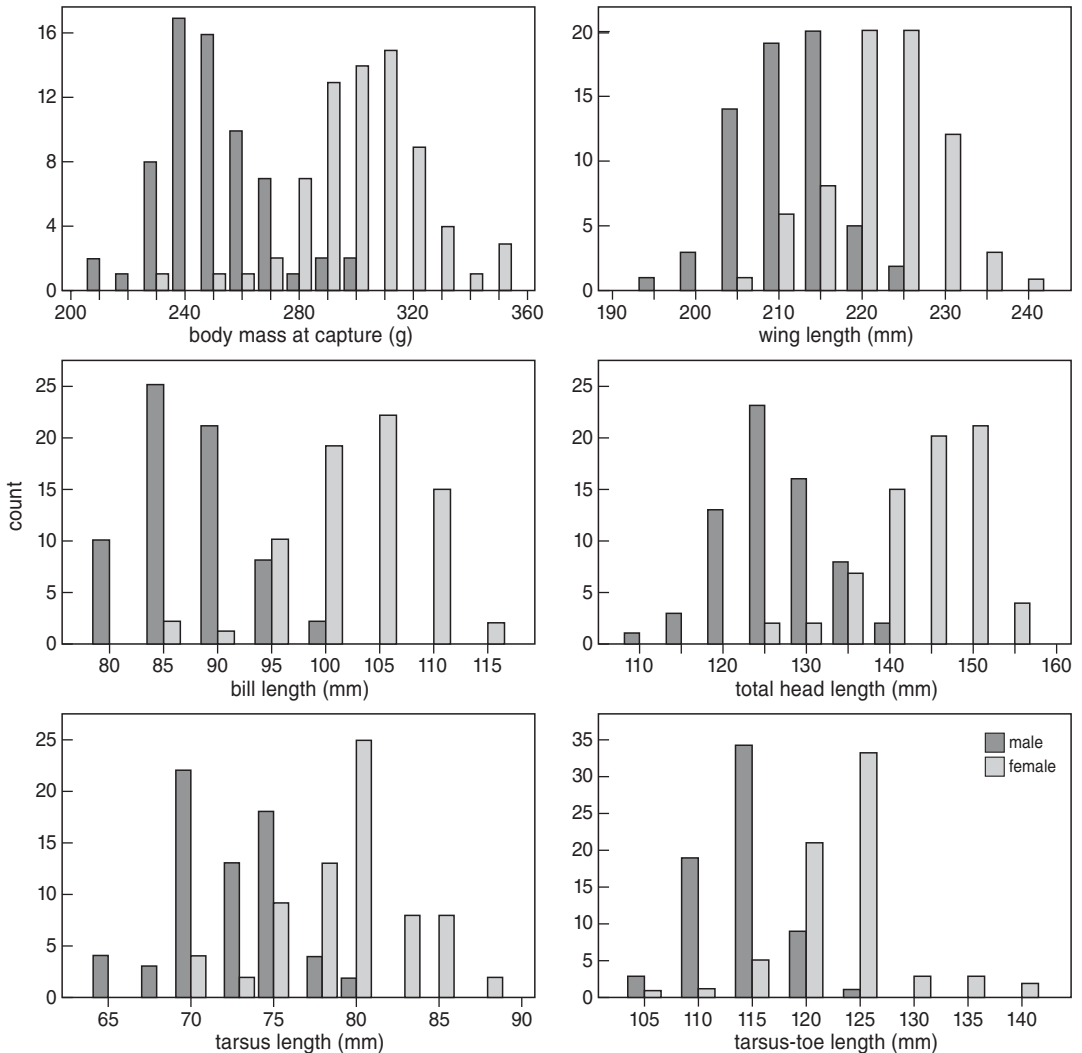 16
12
8
4
0
200 240 280 320 360
body mass at capture (g)
20
15
10
5
0
190 200 210 220 230 240
wing length (mm)
25
20
15
10
5
0
80 85 90 95 100 105 110 115
bill length (mm)
count
25
20
15
10
5
0
110 120 130 140 150 160
total head length (mm)
25
20
15
10
5
0
65 70 75 80 85 90
tarsus length (mm)
35
30
25
20
15
10
5
0
105 110 115 120 125 130 135 140
tarsus-toe length (mm)
male
female